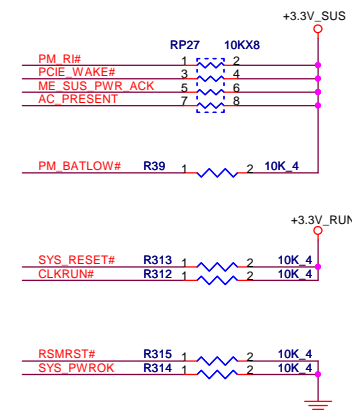 +3.3V_SUS
RP27 10KX8
PM_RI# 1 2
PCIE_WAKE# 3 4
ME_SUS_PWR_ACK 5 6
AC_PRESENT 7 8
PM_BATLOW# R39 1 2 10K_4
+3.3V_RUN
SYS_RESET# R313 1 2 10K_4
CLKRUN# R312 1 2 10K_4
RSMRST# R315 1 2 10K_4
SYS_PWROK R314 1 2 10K_4